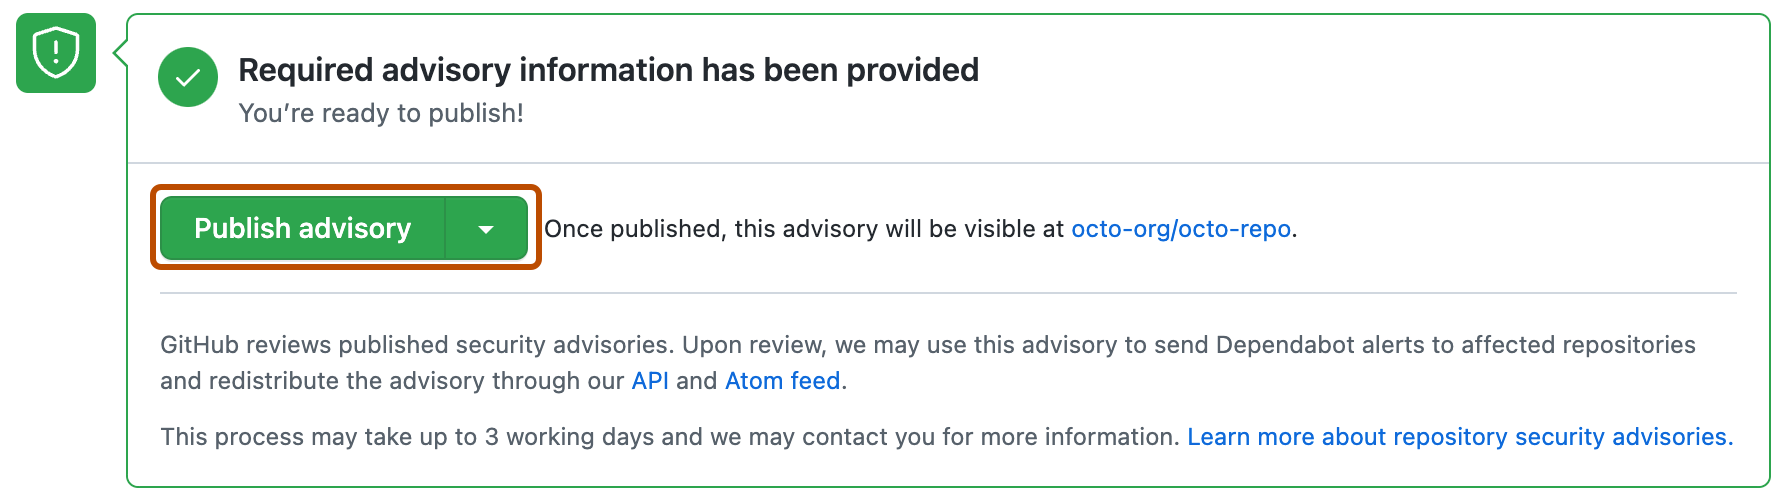 Required advisory information has been provided
You’re ready to publish!
Publish advisory
Once published, this advisory will be visible at octo-org/octo-repo.
GitHub reviews published security advisories. Upon review, we may use this advisory to send Dependabot alerts to affected repositories
and redistribute the advisory through our API and Atom feed.
This process may take up to 3 working days and we may contact you for more information. Learn more about repository security advisories.